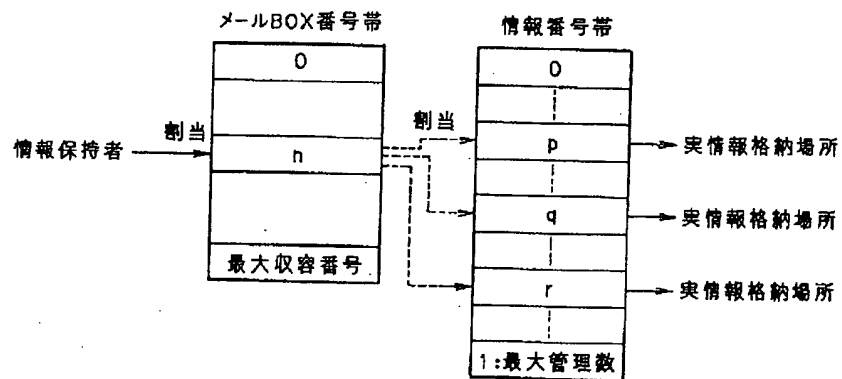 メールBOX番号帯
情報番号帯
0
0
割当
割当
情報保持者
n
p
実情報格納場所
q
実情報格納場所
最大収容番号
r
実情報格納場所
1:最大管理数